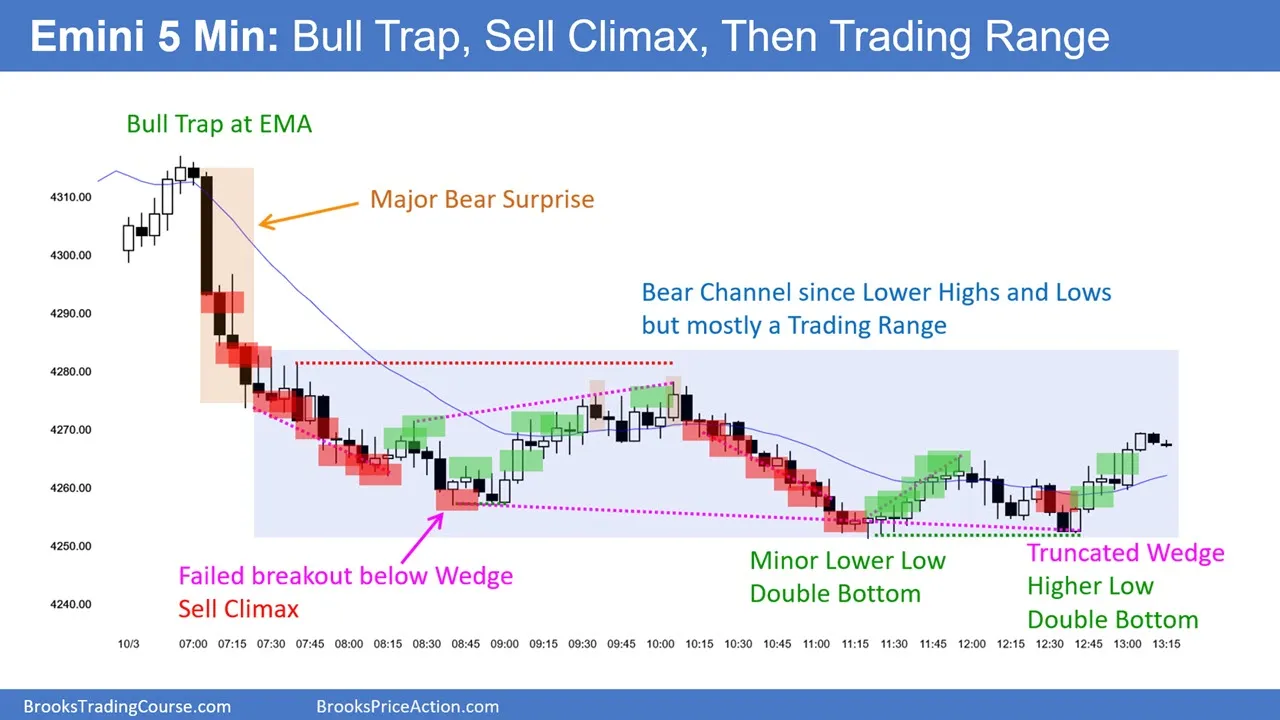 Emini 5 Min: Bull Trap, Sell Climax, Then Trading Range
Bull Trap at EMA
Major Bear Surprise
Bear Channel since Lower Highs and Lows
but mostly a Trading Range
4310.00
4300.00
4290.00
4280.00
4270.00
4260.00
4250.00
4240.00
Failed breakout below Wedge
Sell Climax
Minor Lower Low
Double Bottom
Truncated Wedge
Higher Low
Double Bottom
10/3 07:00 07:15 07:30 07:45 08:00 08:15 08:30 08:45 09:00 09:15 09:30 09:45 10:00 10:15 10:30 10:45 11:00 11:15 11:30 11:45 12:00 12:15 12:30 12:45 13:00 13:15
BrooksTradingCourse.com BrooksPriceAction.com